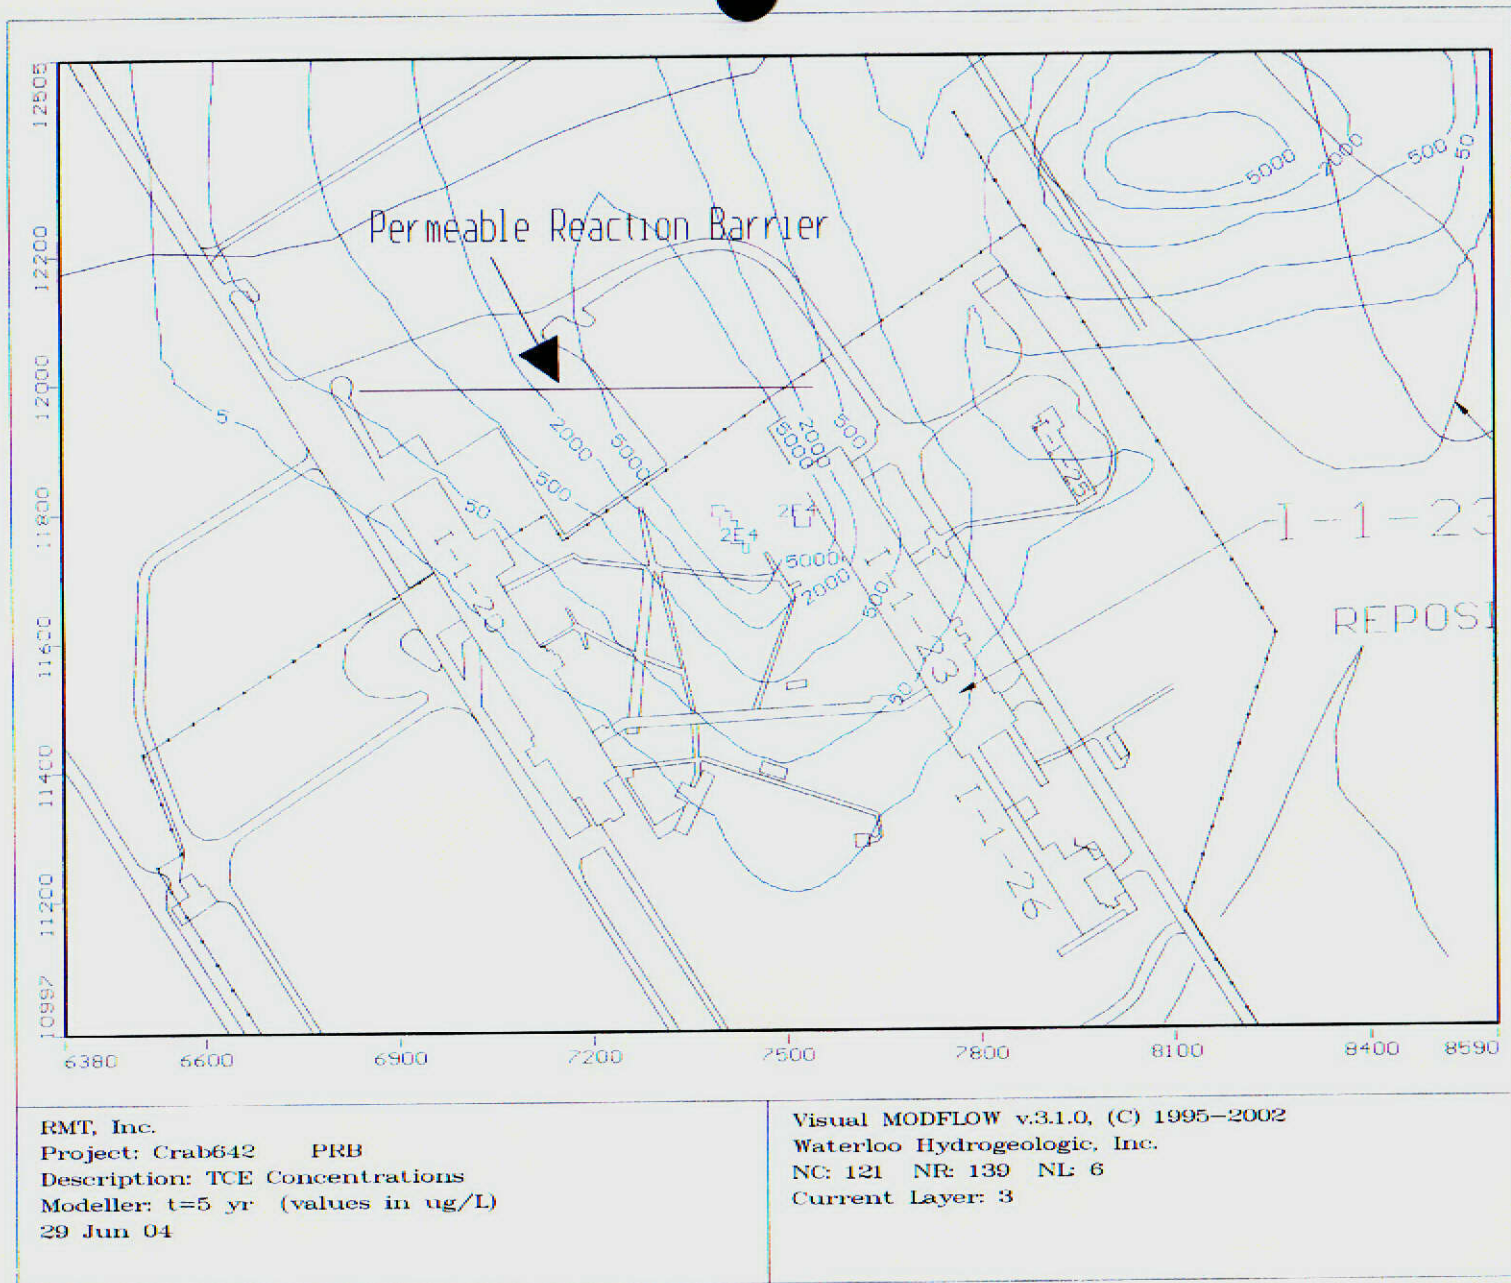 12505
12200
12000
11800
11600
11400
11200
10997
Permeable Reaction Barrier
5000
2000
500
50
5
50
500
2000
5000
5000
2000
500
2E4
2E4
5000
2000
500
50
I-1-25
I-1-23
I-1-20
I-1-23
REPOSI
I-1-26
6380
6600
6900
7200
7500
7800
8100
8400
8590
RMT, Inc.
Project: Crab642 PRB
Description: TCE Concentrations
Modeller: t=5 yr (values in ug/L)
29 Jun 04
Visual MODFLOW v.3.1.0, (C) 1995-2002
Waterloo Hydrogeologic, Inc.
NC: 121 NR: 139 NL: 6
Current Layer: 3